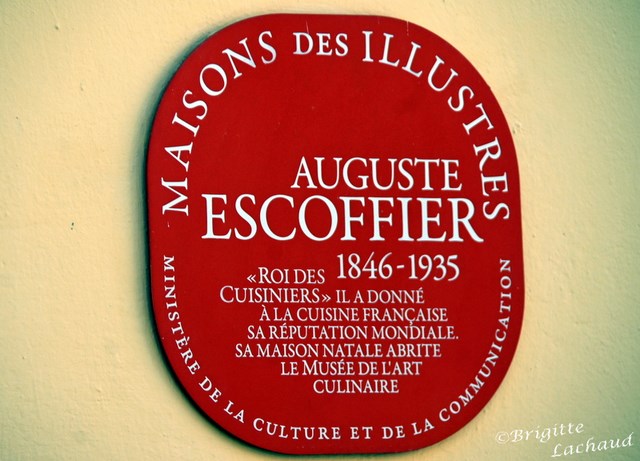 MAISONS DES ILLUSTRES
AUGUSTE
ESCOFFIER
1846-1935
«ROI DES
CUISINIERS» IL A DONNÉ
À LA CUISINE FRANÇAISE
SA RÉPUTATION MONDIALE.
SA MAISON NATALE ABRITE
LE MUSÉE DE L'ART
CULINAIRE
MINISTÈRE DE LA CULTURE ET DE LA COMMUNICATION
©Brigitte
Lachaud